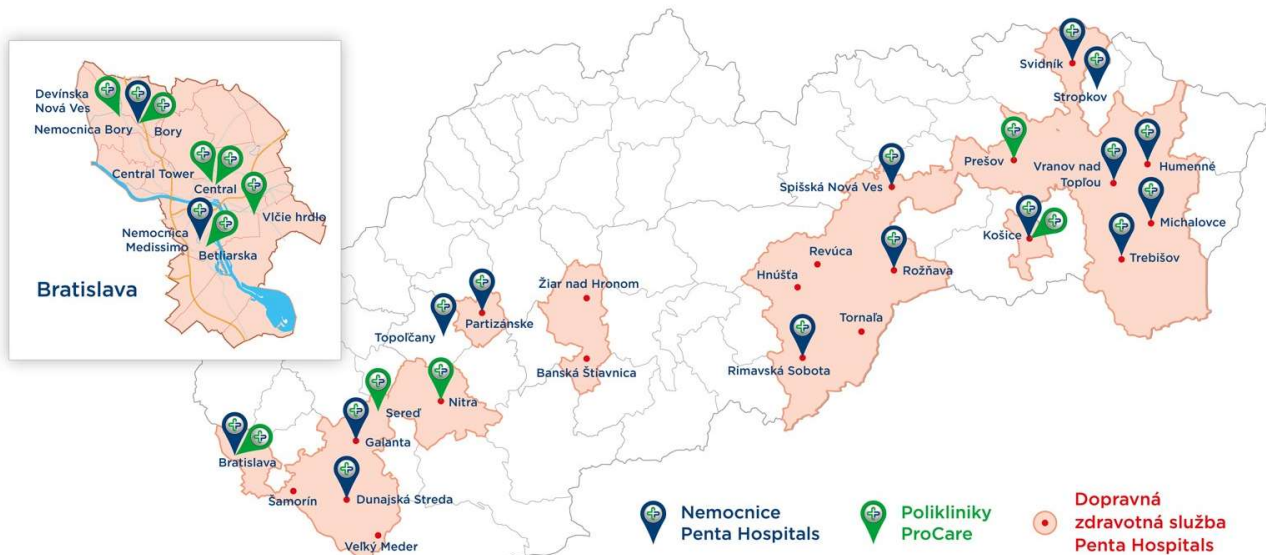 Devínska
Nová Ves
Nemocnica Bory
Bory
Central Tower
Central
Vlčie hrdlo
Nemocnica
Medissimo
Betliarska
Bratislava
Svidník
Stropkov
Prešov
Vranov nad
Topľou
Humenné
Spišská Nová Ves
Michalovce
Košice
Trebišov
Revúca
Rožňava
Hnúšťa
Žiar nad Hronom
Partizánske
Topoľčany
Tornaľa
Banská Štiavnica
Rimavská Sobota
Nitra
Sereď
Galanta
Bratislava
Šamorín
Dunajská Streda
Veľký Meder
Nemocnice
Penta Hospitals
Polikliniky
ProCare
Dopravná
zdravotná služba
Penta Hospitals